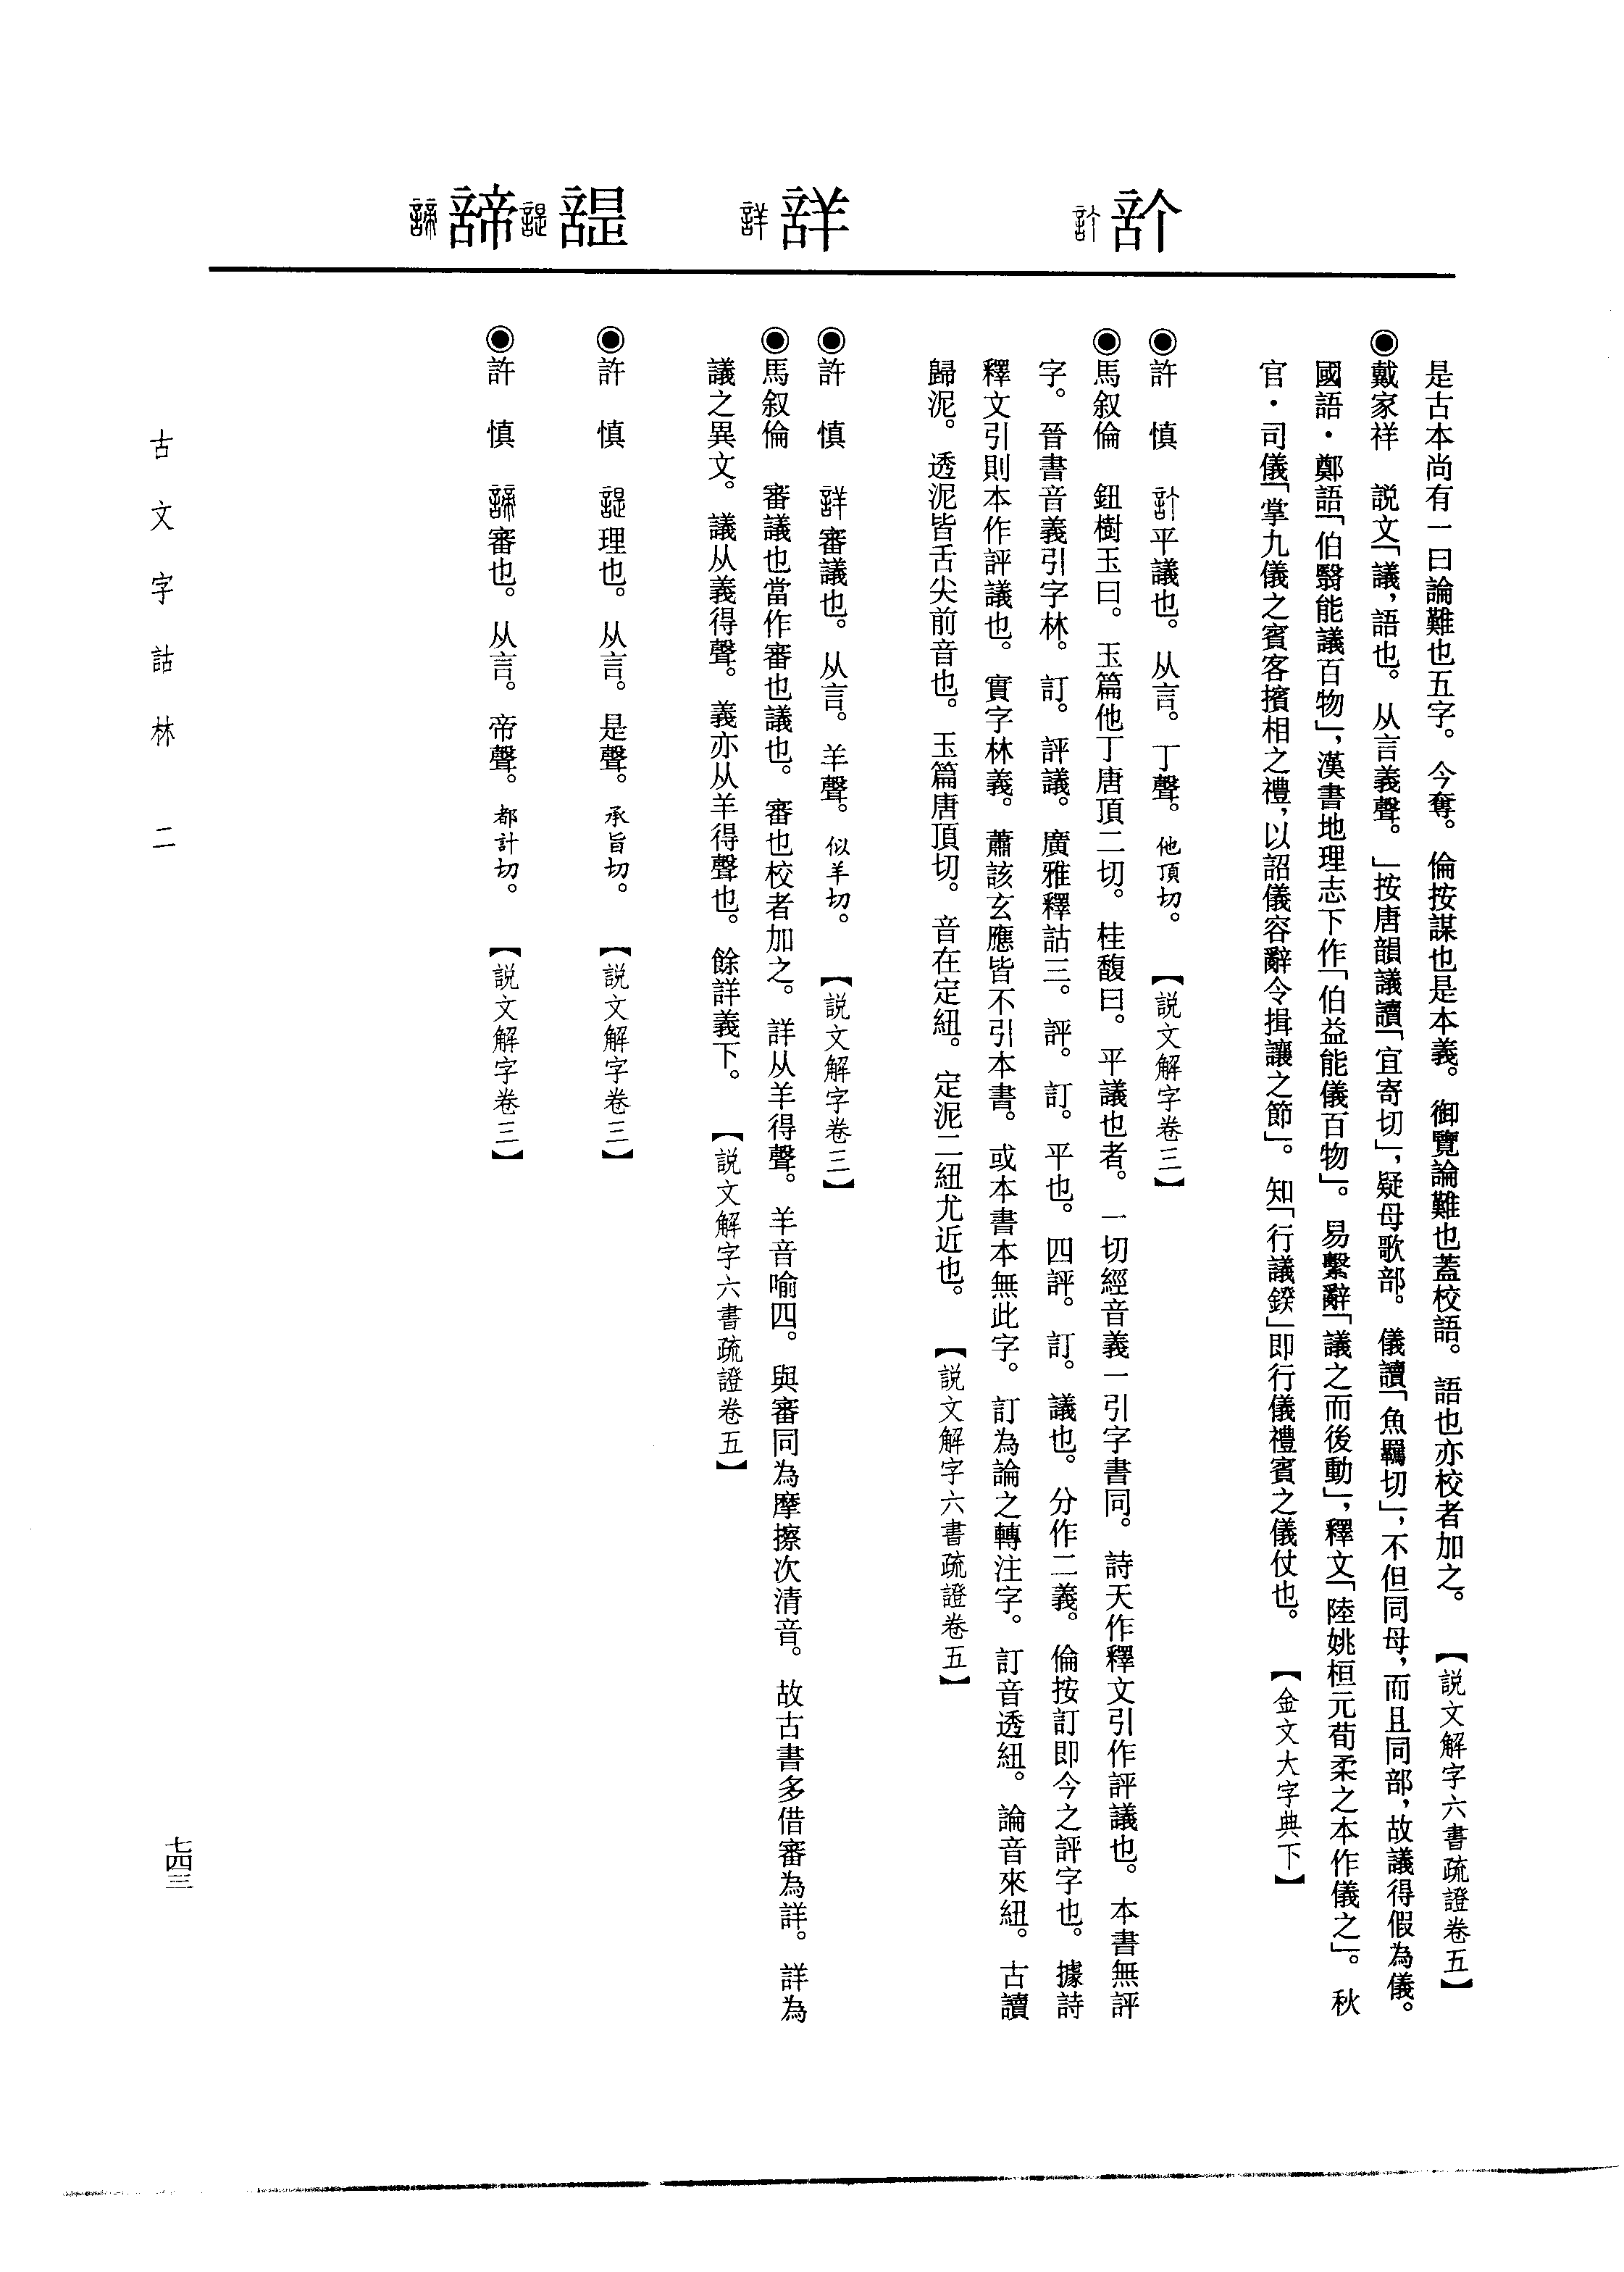 訂 訂
詳 詳
諟 諟
諦 諦
是古本尚有一曰論難也五字。今奪。倫按謀也是本義。御覽論難也蓋校語。語也亦校者加之。【説文解字六書疏證卷五】
◉戴家祥　説文「議，語也。从言義聲。」按唐韻議讀「宜寄切」，疑母歌部。儀讀「魚羈切」，不但同母，而且同部，故議得假為儀。
國語·鄭語「伯翳能議百物」，漢書地理志下作「伯益能儀百物」。易繫辭「議之而後動」，釋文「陸姚桓元荀柔之本作儀之」。秋
官·司儀「掌九儀之賓客擯相之禮，以詔儀容辭令揖讓之節」。知「行議鍨」即行儀禮賓之儀仗也。【金文大字典下】
◉許　慎　訂平議也。从言。丁聲。他頂切。【説文解字卷三】
◉馬叙倫　鈕樹玉曰。玉篇他丁唐頂二切。桂馥曰。平議也者。一切經音義一引字書同。詩天作釋文引作評議也。本書無評
字。晉書音義引字林。訂。評議。廣雅釋詁三。評。訂。平也。四評。訂。議也。分作二義。倫按訂即今之評字也。據詩
釋文引則本作評議也。實字林義。蕭該玄應皆不引本書。或本書本無此字。訂為論之轉注字。訂音透紐。論音來紐。古讀
歸泥。透泥皆舌尖前音也。玉篇唐頂切。音在定紐。定泥二紐尤近也。【説文解字六書疏證卷五】
◉許　慎　詳審議也。从言。羊聲。似羊切。【説文解字卷三】
◉馬叙倫　審議也當作審也議也。審也校者加之。詳从羊得聲。羊音喻四。與審同為摩擦次清音。故古書多借審為詳。詳為
議之異文。議从義得聲。義亦从羊得聲也。餘詳義下。【説文解字六書疏證卷五】
◉許　慎　諟理也。从言。是聲。承旨切。【説文解字卷三】
◉許　慎　諦審也。从言。帝聲。都計切。【説文解字卷三】
古文字詁林　二
七四三